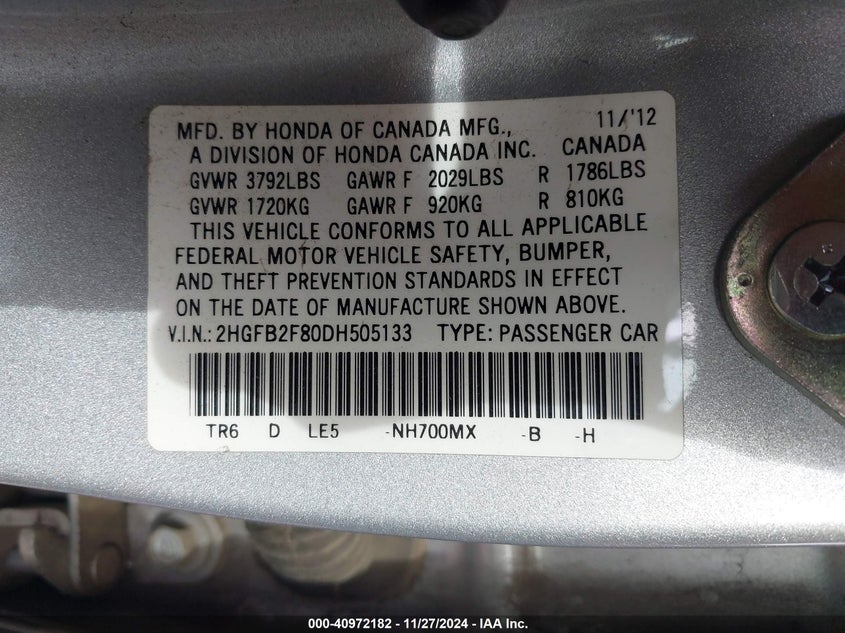 MFD. BY HONDA OF CANADA MFG., 11/'12
A DIVISION OF HONDA CANADA INC. CANADA
GVWR 3792LBS GAWR F 2029LBS R 1786LBS
GVWR 1720KG GAWR F 920KG R 810KG
THIS VEHICLE CONFORMS TO ALL APPLICABLE
FEDERAL MOTOR VEHICLE SAFETY, BUMPER,
AND THEFT PREVENTION STANDARDS IN EFFECT
ON THE DATE OF MANUFACTURE SHOWN ABOVE.
V.I.N.: 2HGFB2F80DH505133 TYPE: PASSENGER CAR
TR6 D LE5 -NH700MX -B -H
000-40972182 - 11/27/2024 - IAA Inc.